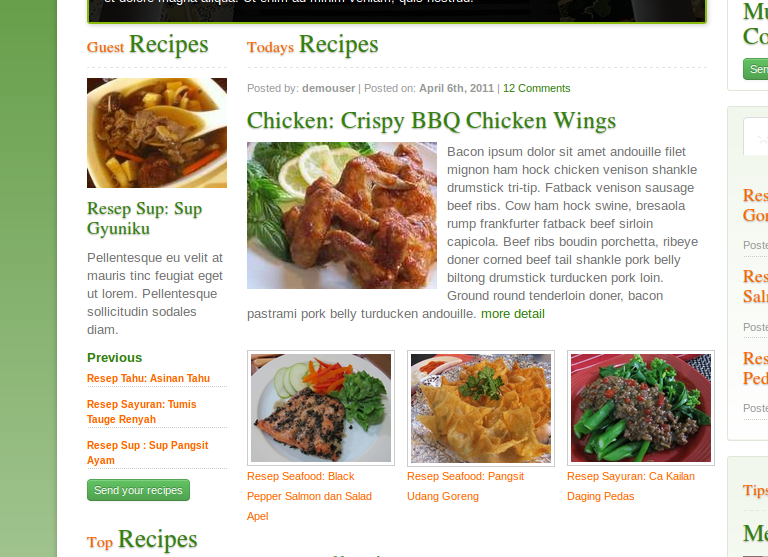 et dolore magna aliqua. Ut enim ad minim veniam, quis nostrud.
Guest Recipes
Resep Sup: Sup
Gyuniku
Pellentesque eu velit at
mauris tinc feugiat eget
ut lorem. Pellentesque
sollicitudin sodales
diam.
Previous
Resep Tahu: Asinan Tahu
Resep Sayuran: Tumis
Tauge Renyah
Resep Sup : Sup Pangsit
Ayam
Send your recipes
Top Recipes
Todays Recipes
Posted by: demouser | Posted on: April 6th, 2011 | 12 Comments
Chicken: Crispy BBQ Chicken Wings
Bacon ipsum dolor sit amet andouille filet
mignon ham hock chicken venison shankle
drumstick tri-tip. Fatback venison sausage
beef ribs. Cow ham hock swine, bresaola
rump frankfurter fatback beef sirloin
capicola. Beef ribs boudin porchetta, ribeye
doner corned beef tail shankle pork belly
biltong drumstick turducken pork loin.
Ground round tenderloin doner, bacon
pastrami pork belly turducken andouille. more detail
Resep Seafood: Black
Pepper Salmon dan Salad
Apel
Resep Seafood: Pangsit
Udang Goreng
Resep Sayuran: Ca Kailan
Daging Pedas
Mu
Co
Sen
Res
Gor
Poste
Res
Sal
Poste
Res
Ped
Poste
Tips
Me